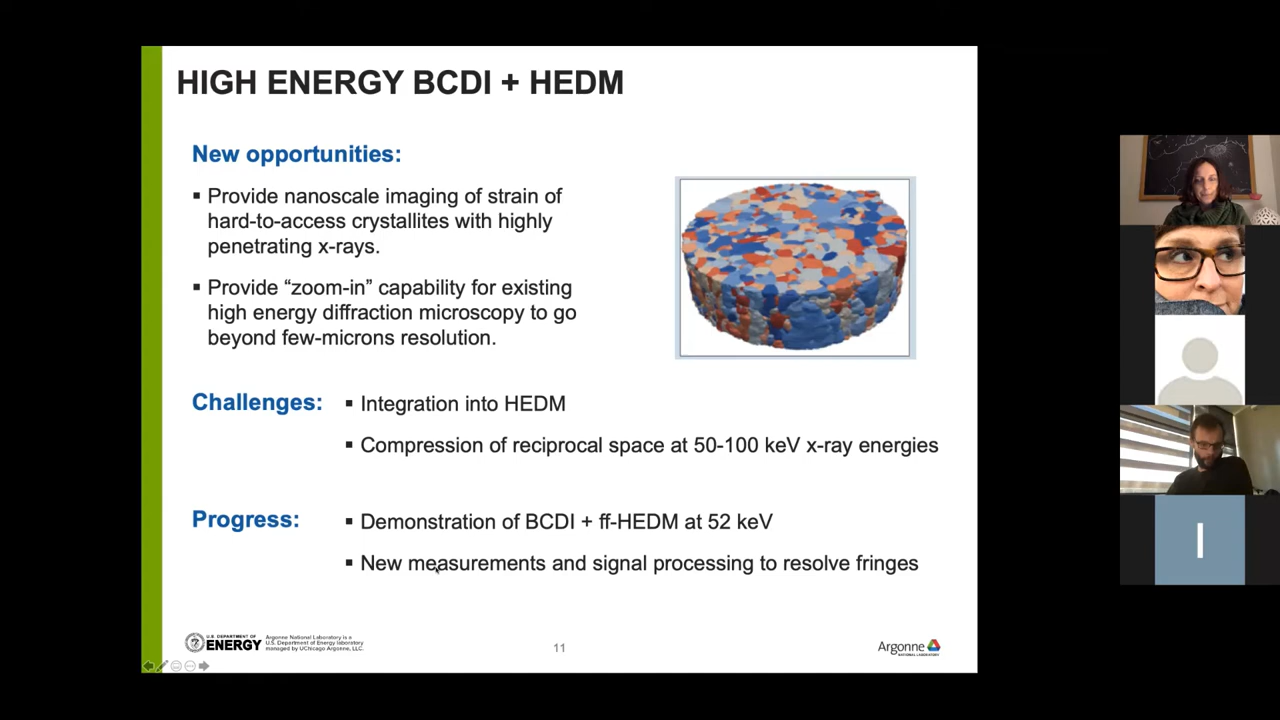 HIGH ENERGY BCDI + HEDM
New opportunities:
▪ Provide nanoscale imaging of strain of
hard-to-access crystallites with highly
penetrating x-rays.
▪ Provide “zoom-in” capability for existing
high energy diffraction microscopy to go
beyond few-microns resolution.
Challenges: ▪ Integration into HEDM
▪ Compression of reciprocal space at 50-100 keV x-ray energies
Progress: ▪ Demonstration of BCDI + ff-HEDM at 52 keV
▪ New measurements and signal processing to resolve fringes
U.S. DEPARTMENT OF
ENERGY
Argonne National Laboratory is a
U.S. Department of Energy laboratory
managed by UChicago Argonne, LLC.
11
Argonne
NATIONAL LABORATORY
I